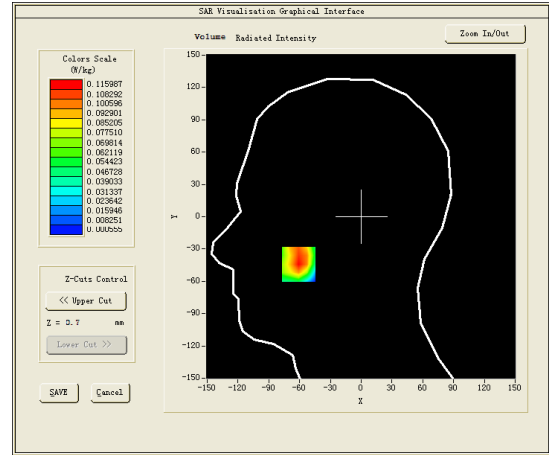 SAR Visualisation Graphical Interface
Volume Radiated Intensity
Zoom In/Out
Colors Scale
(W/kg)
0.115987
0.108292
0.100596
0.092901
0.085205
0.077510
0.069814
0.062119
0.054423
0.046728
0.039033
0.031337
0.023642
0.015946
0.008251
0.000555
150
120
90
60
30
0
-30
-60
-90
-120
-150
Y
-150 -120 -90 -60 -30 0 30 60 90 120 150
X
Z-Cuts Control
<< Upper Cut
Z = 0.7 mm
Lower Cut >>
SAVE Cancel